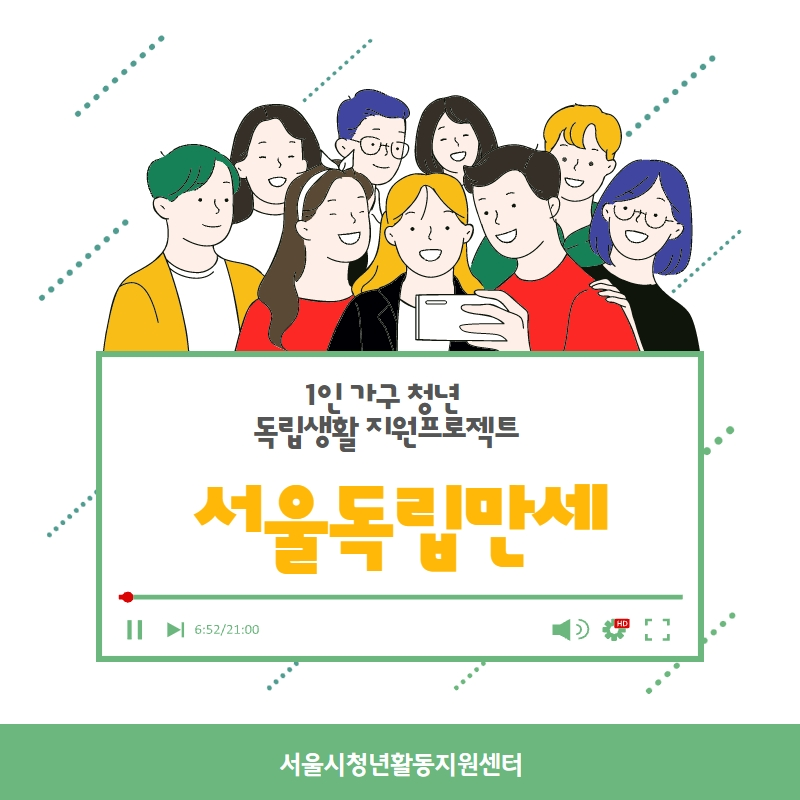 1인 가구 청년
독립생활 지원프로젝트
서울독립만세
6:52/21:00
HD
서울시청년활동지원센터